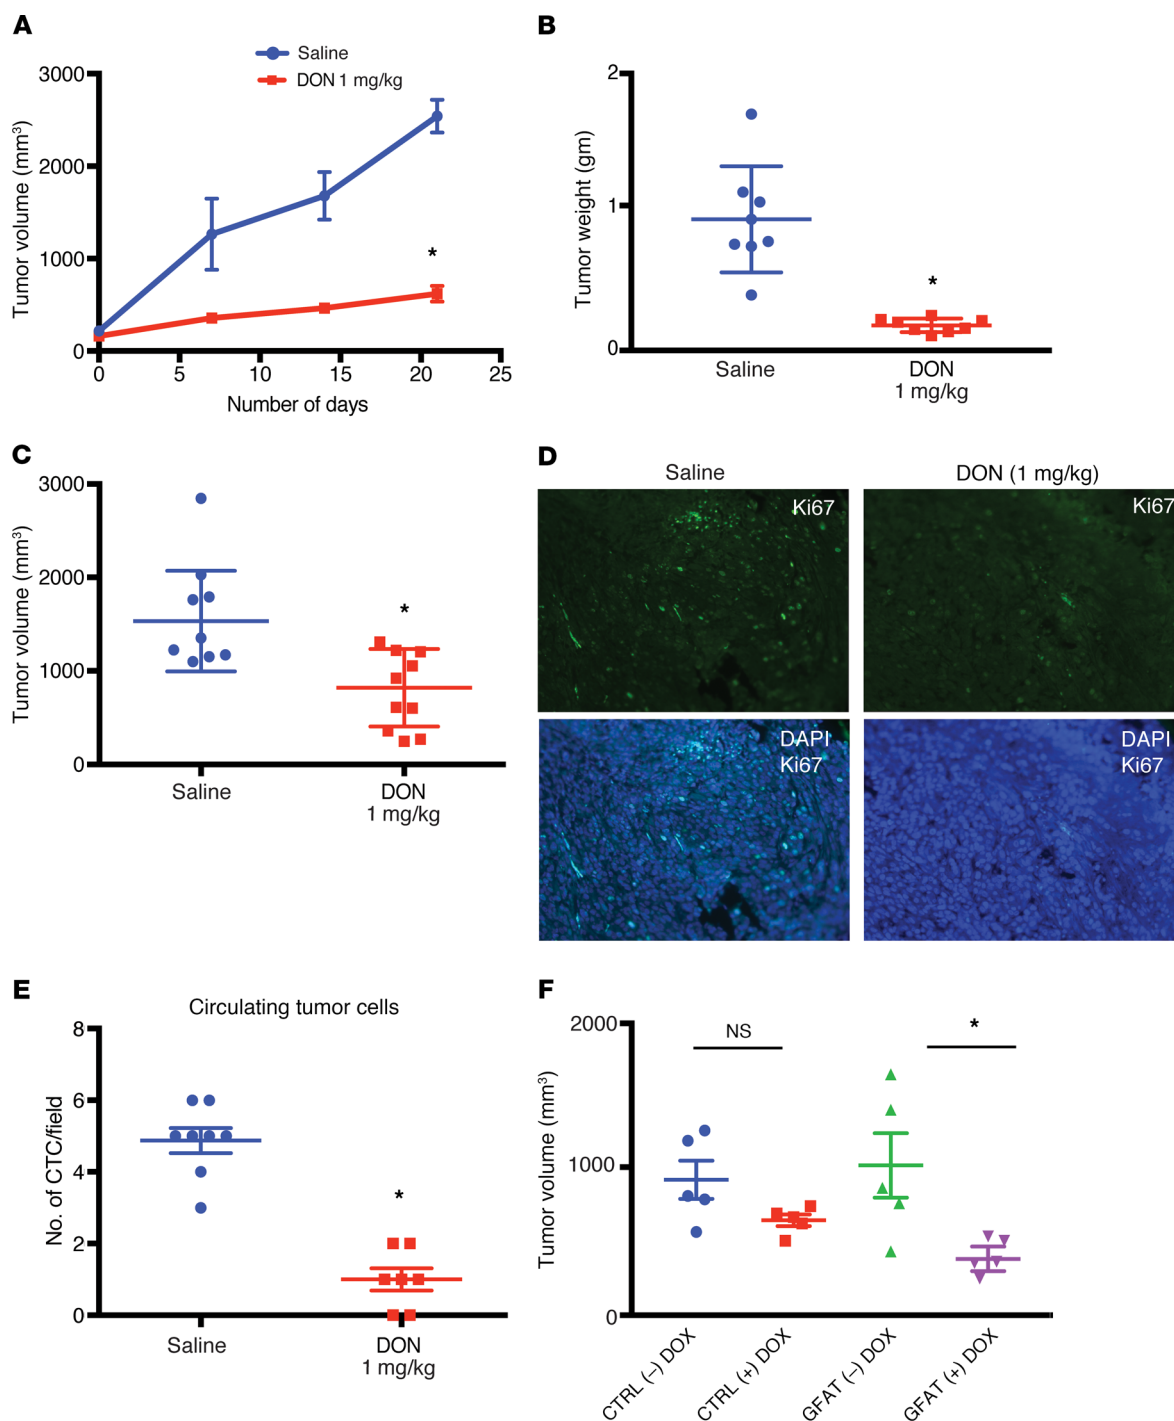 A
Saline
DON 1 mg/kg
Tumor volume (mm³)
3000
2000
1000
0
0 5 10 15 20 25
Number of days
B
Tumor weight (gm)
2
1
0
*
*
Saline
DON
1 mg/kg
C
Tumor volume (mm³)
3000
2000
1000
0
*
Saline
DON
1 mg/kg
D
Saline
DON (1 mg/kg)
Ki67
Ki67
DAPI
Ki67
DAPI
Ki67
E
Circulating tumor cells
No. of CTC/field
8
6
4
2
0
*
Saline
DON
1 mg/kg
F
Tumor volume (mm³)
2000
1000
0
NS
*
CTRL (–) DOX
CTRL (+) DOX
GFAT (–) DOX
GFAT (+) DOX